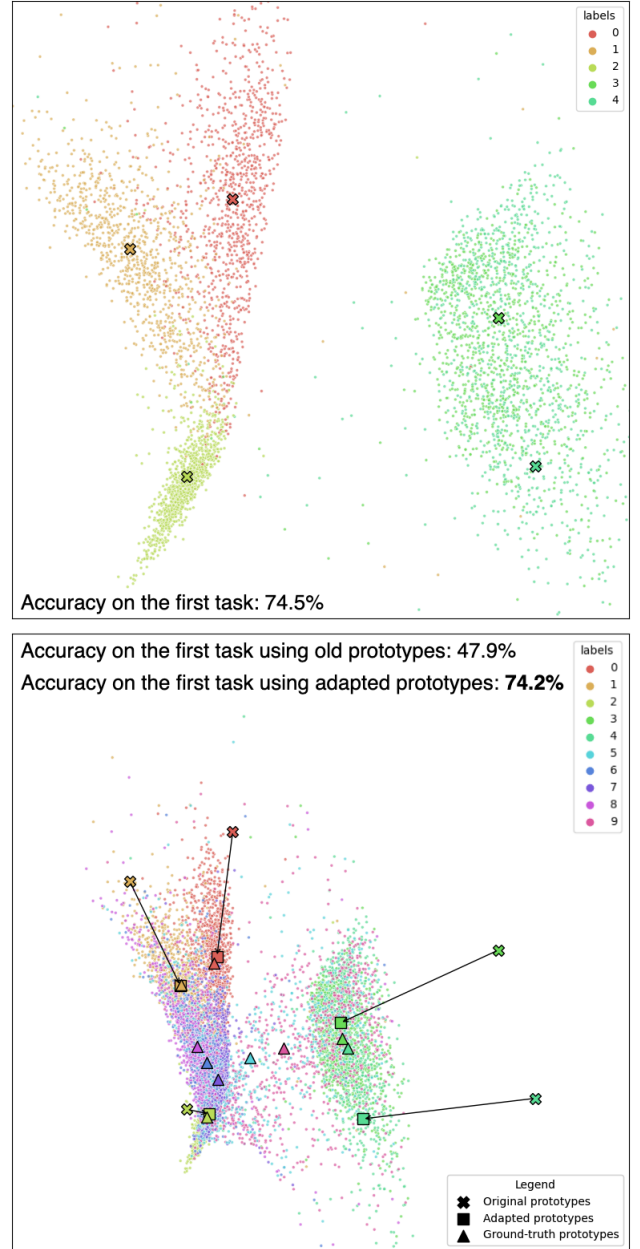 labels
0
1
2
3
4
Accuracy on the first task: 74.5%
Accuracy on the first task using old prototypes: 47.9%
Accuracy on the first task using adapted prototypes: 74.2%
labels
0
1
2
3
4
5
6
7
8
9
Legend
Original prototypes
Adapted prototypes
Ground-truth prototypes